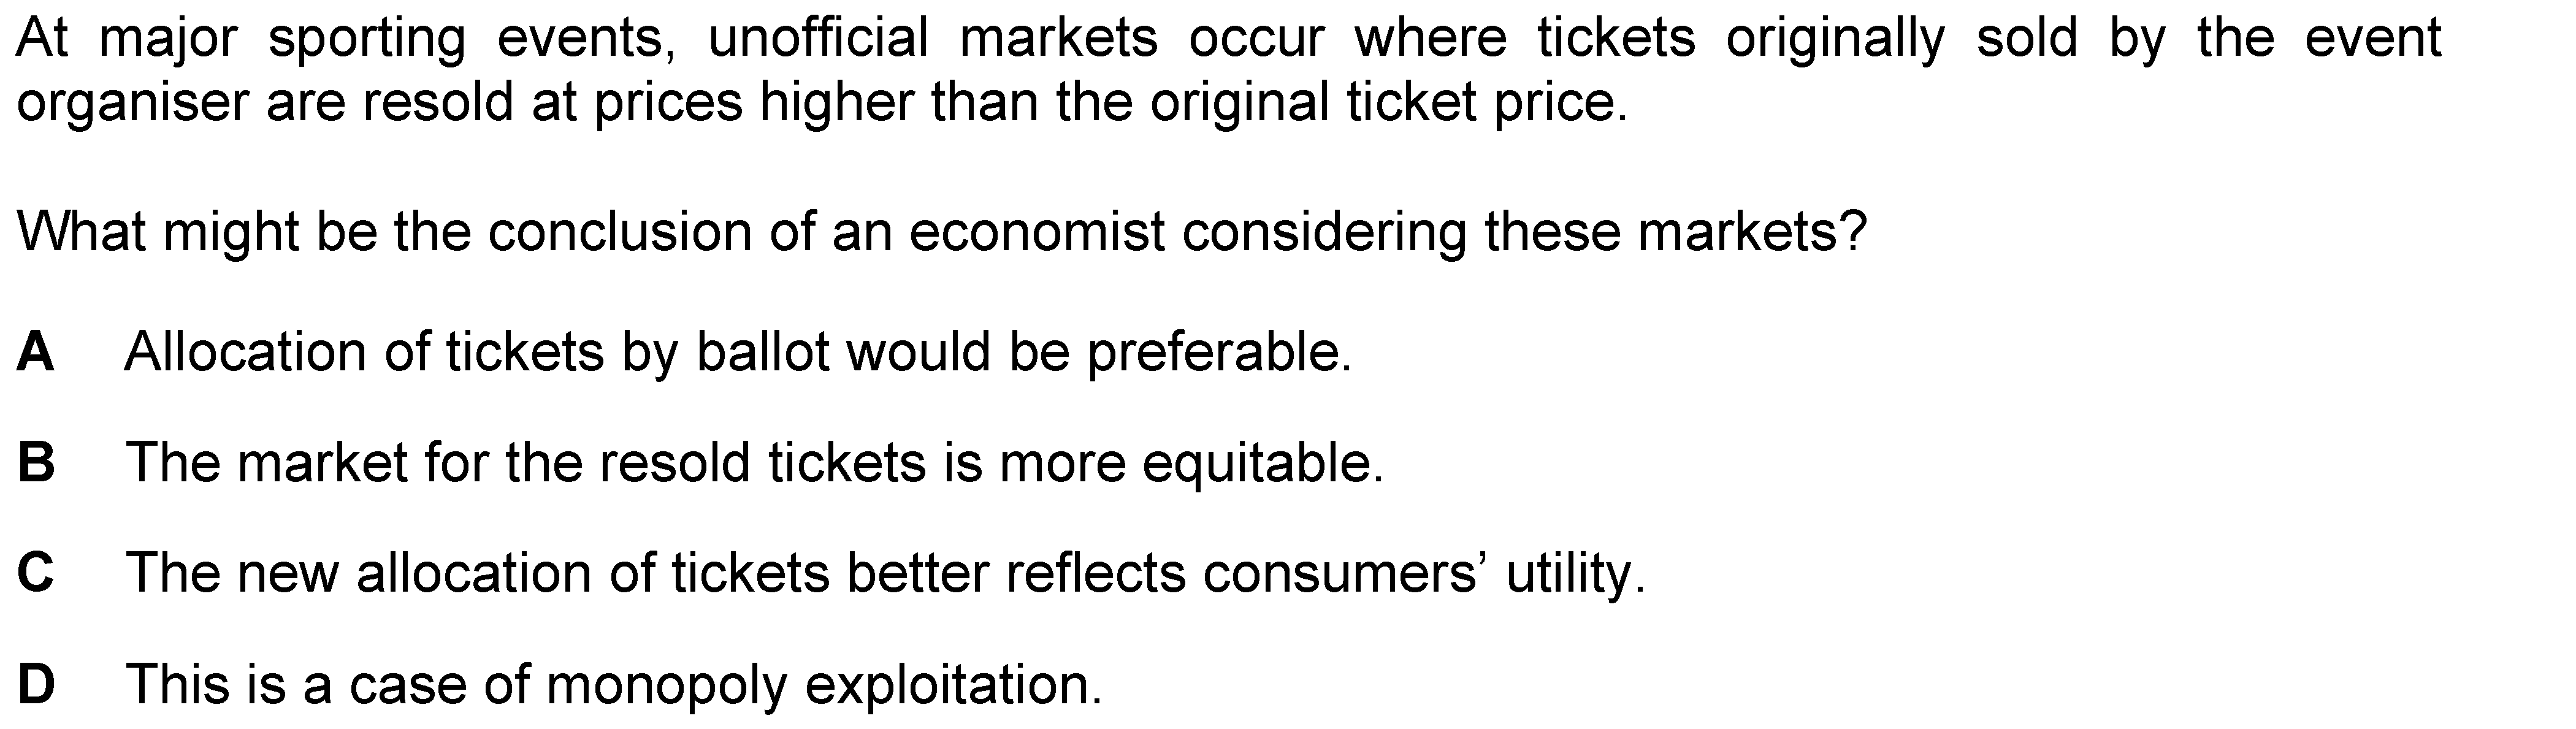 At major sporting events, unofficial markets occur where tickets originally sold by the event
organiser are resold at prices higher than the original ticket price.
What might be the conclusion of an economist considering these markets?
A Allocation of tickets by ballot would be preferable.
B The market for the resold tickets is more equitable.
C The new allocation of tickets better reflects consumers’ utility.
D This is a case of monopoly exploitation.